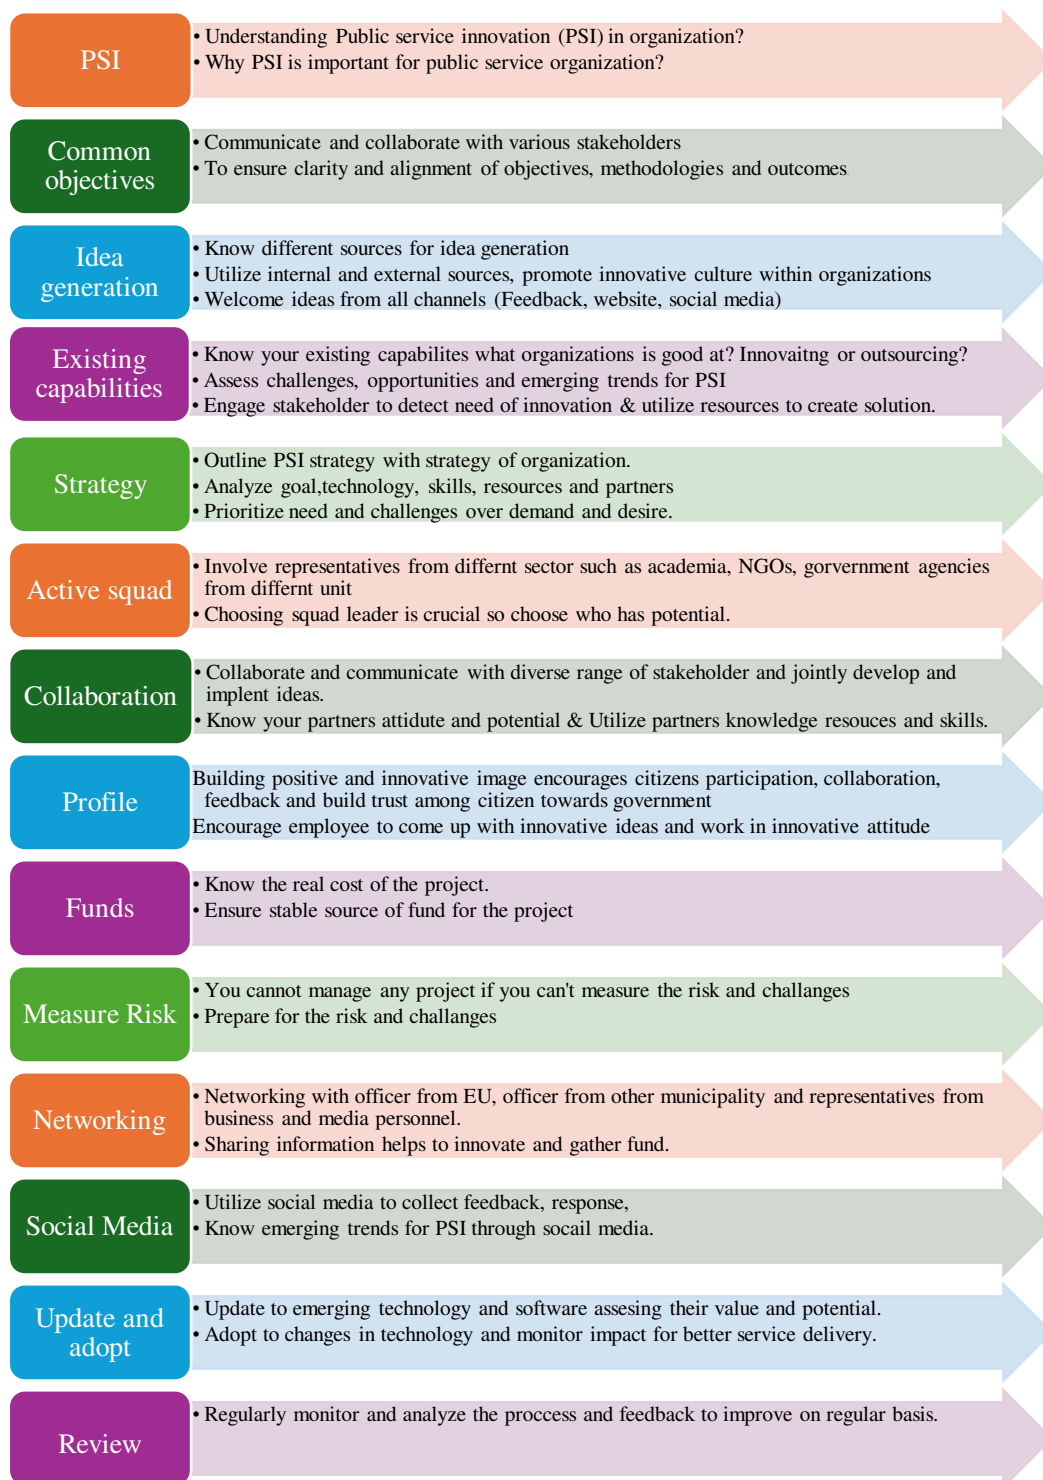 PSI
• Understanding Public service innovation (PSI) in organization?
• Why PSI is important for public service organization?
Common
objectives
• Communicate and collaborate with various stakeholders
• To ensure clarity and alignment of objectives, methodologies and outcomes
Idea
generation
• Know different sources for idea generation
• Utilize internal and external sources, promote innovative culture within organizations
• Welcome ideas from all channels (Feedback, website, social media)
Existing
capabilities
• Know your existing capabilites what organizations is good at? Innovaitng or outsourcing?
• Assess challenges, opportunities and emerging trends for PSI
• Engage stakeholder to detect need of innovation & utilize resources to create solution.
Strategy
• Outline PSI strategy with strategy of organization.
• Analyze goal,technology, skills, resources and partners
• Prioritize need and challenges over demand and desire.
Active squad
• Involve representatives from differnt sector such as academia, NGOs, gorvernment agencies
from differnt unit
• Choosing squad leader is crucial so choose who has potential.
Collaboration
• Collaborate and communicate with diverse range of stakeholder and jointly develop and
implent ideas.
• Know your partners attidute and potential & Utilize partners knowledge resouces and skills.
Profile
Building positive and innovative image encourages citizens participation, collaboration,
feedback and build trust among citizen towards government
Encourage employee to come up with innovative ideas and work in innovative attitude
Funds
• Know the real cost of the project.
• Ensure stable source of fund for the project
Measure Risk
• You cannot manage any project if you can't measure the risk and challanges
• Prepare for the risk and challanges
Networking
• Networking with officer from EU, officer from other municipality and representatives from
business and media personnel.
• Sharing information helps to innovate and gather fund.
Social Media
• Utilize social media to collect feedback, response,
• Know emerging trends for PSI through socail media.
Update and
adopt
• Update to emerging technology and software assesing their value and potential.
• Adopt to changes in technology and monitor impact for better service delivery.
Review
• Regularly monitor and analyze the proccess and feedback to improve on regular basis.